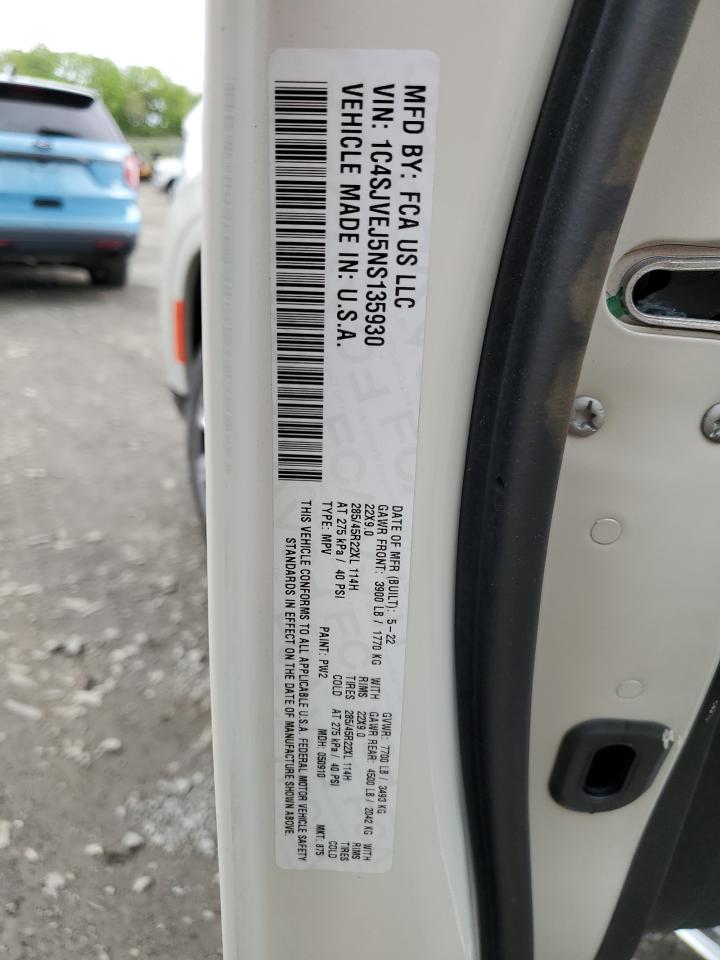 MFD BY: FCA US LLC
VIN: 1C4SJVEJ5NS135930
VEHICLE MADE IN: U.S.A.
DATE OF MFR (BUILT): 5-22 GVWR: 7700 LB / 3493 KG
GAWR FRONT: 3900 LB / 1770 KG WITH GAWR REAR: 4500 LB / 2042 KG WITH
22X9.0 RIMS 22X9.0 RIMS
285/45R22XL 114H TIRES 285/45R22XL 114H TIRES
AT 275 kPa / 40 PSI COLD AT 275 kPa / 40 PSI COLD
TYPE: MPV PAINT: PW2 MDH: 050910 MKT: 875
THIS VEHICLE CONFORMS TO ALL APPLICABLE U.S.A. FEDERAL MOTOR VEHICLE SAFETY
STANDARDS IN EFFECT ON THE DATE OF MANUFACTURE SHOWN ABOVE.